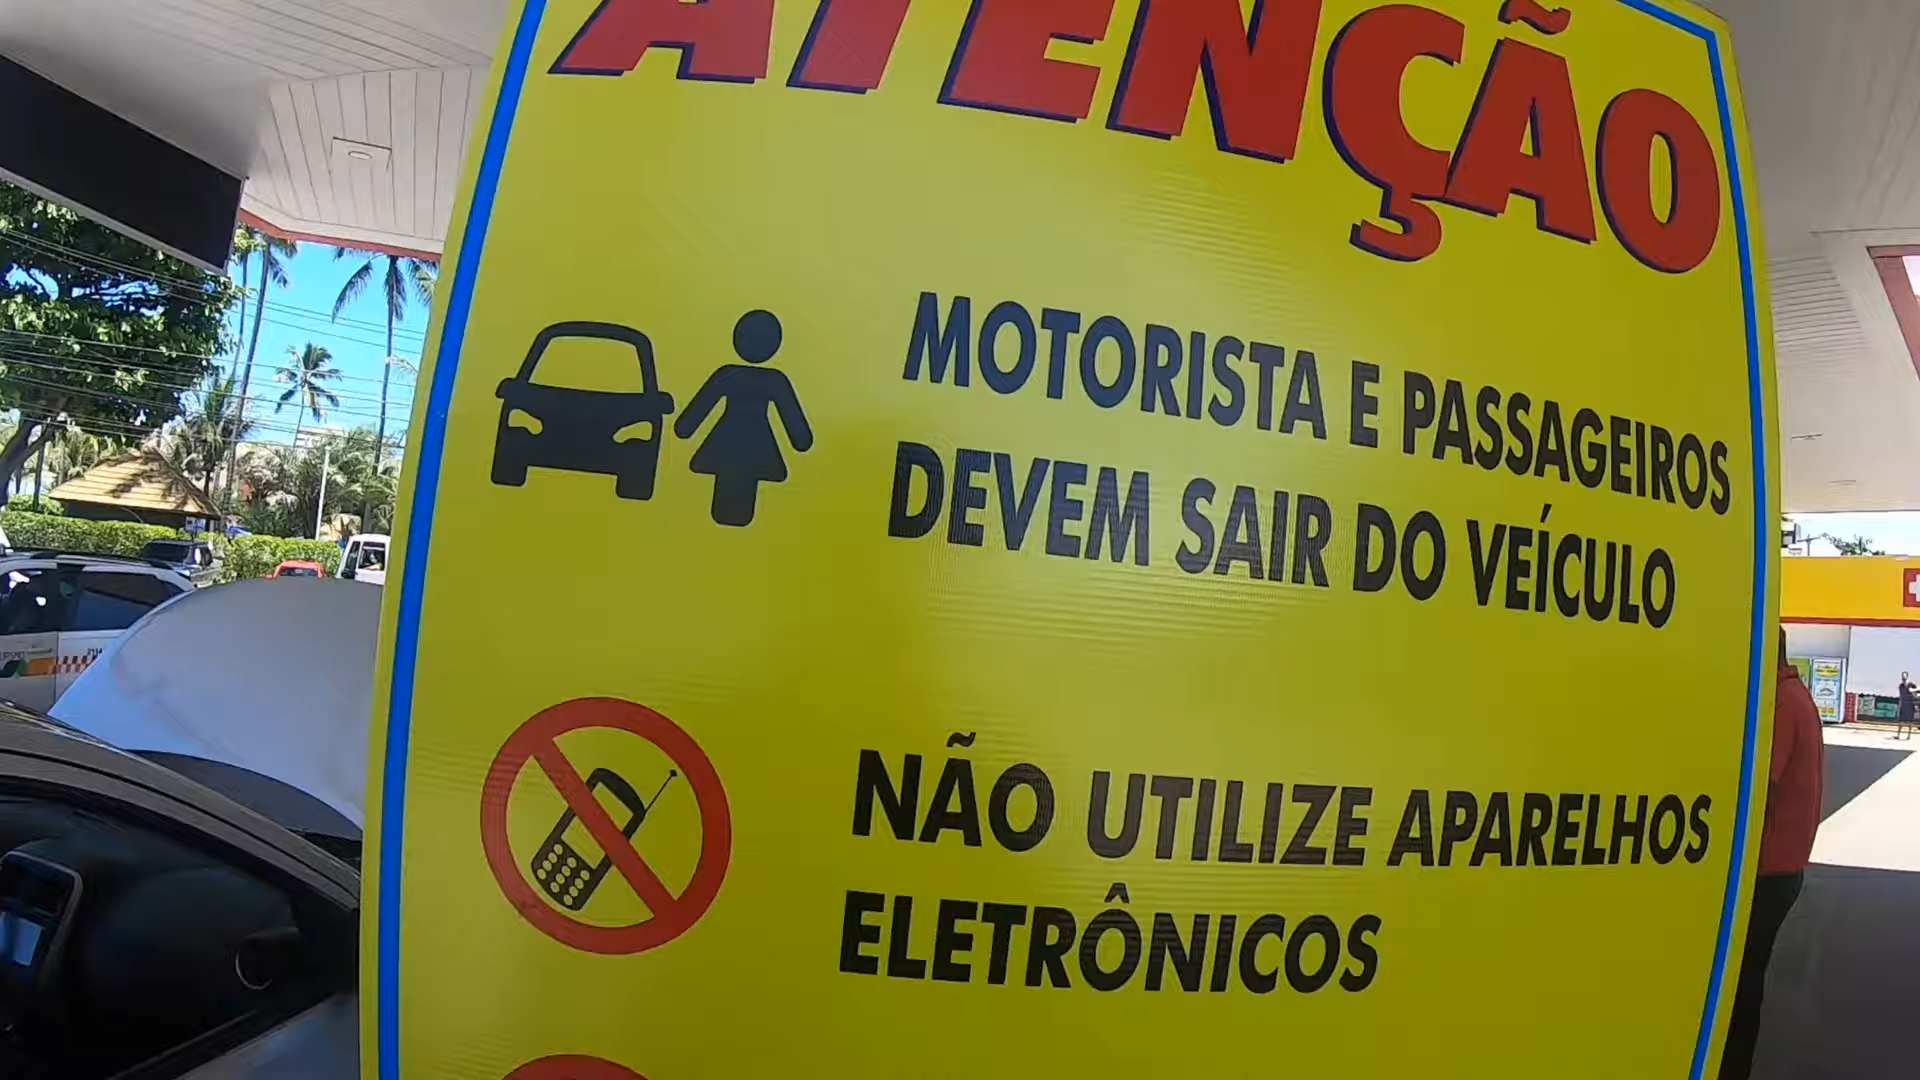 ATENÇÃO
MOTORISTA E PASSAGEIROS
DEVEM SAIR DO VEÍCULO
NÃO UTILIZE APARELHOS
ELETRÔNICOS